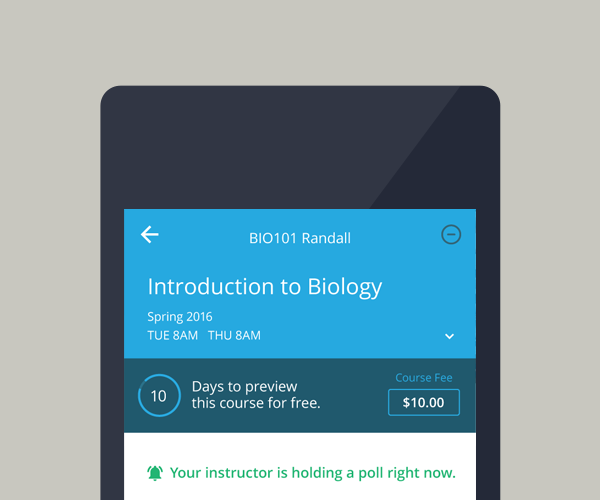 BIO101 Randall
Introduction to Biology
Spring 2016
TUE 8AM THU 8AM
10
Days to preview
this course for free.
Course Fee
$10.00
Your instructor is holding a poll right now.